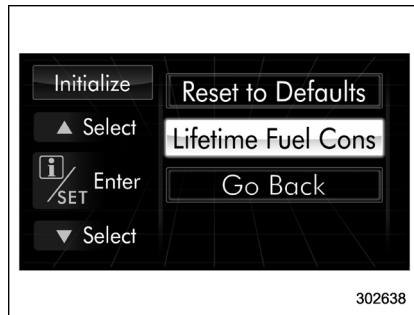 Initialize
▲ Select
i/SET Enter
▼ Select
Reset to Defaults
Lifetime Fuel Cons
Go Back
302638